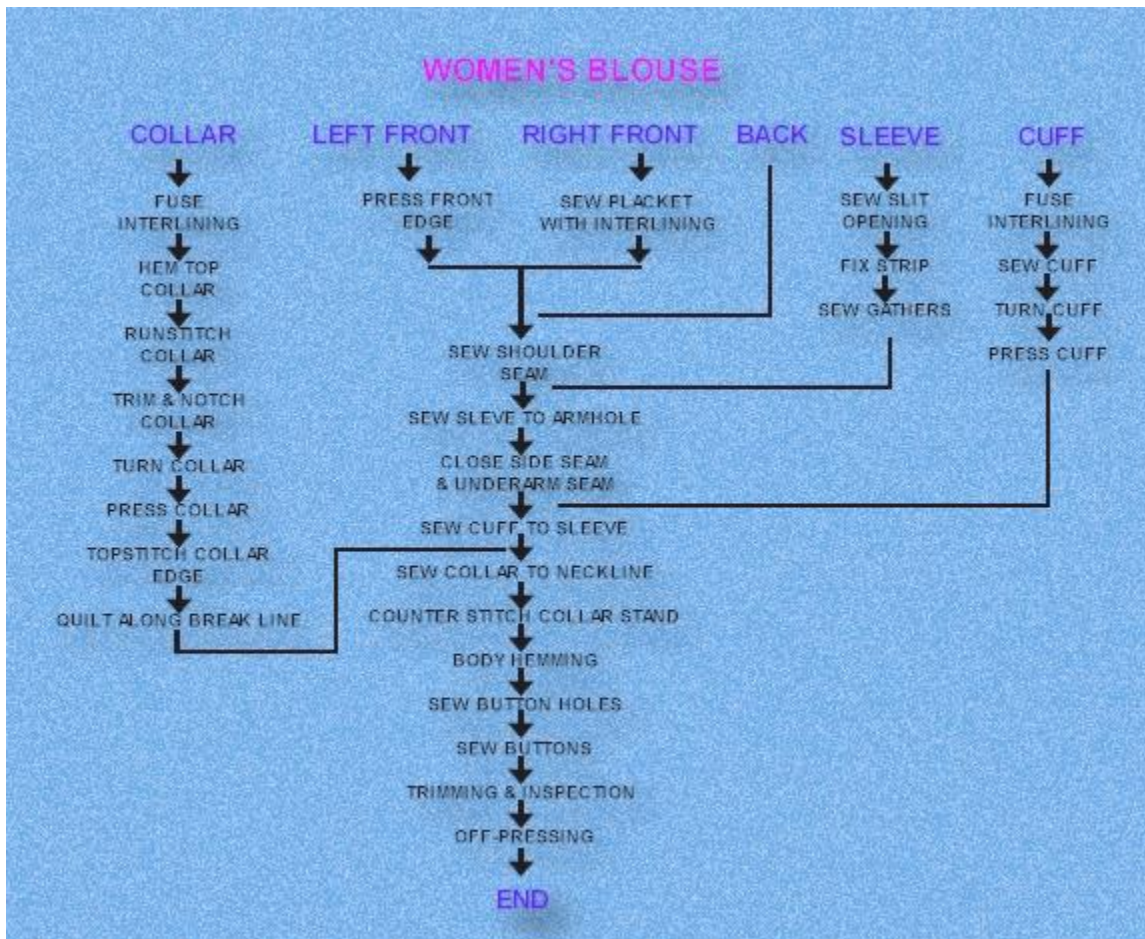 WOMEN'S BLOUSE
COLLAR
FUSE
INTERLINING
HEM TOP
COLLAR
RUNSTITCH
COLLAR
TRIM & NOTCH
COLLAR
TURN COLLAR
PRESS COLLAR
TOPSTITCH COLLAR
EDGE
QUILT ALONG BREAK LINE
LEFT FRONT
PRESS FRONT
EDGE
RIGHT FRONT
SEW PLACKET
WITH INTERLINING
BACK
SLEEVE
SEW SLIT
OPENING
FIX STRIP
SEW GATHERS
CUFF
FUSE
INTERLINING
SEW CUFF
TURN CUFF
PRESS CUFF
SEW SHOULDER
SEAM
SEW SLEVE TO ARMHOLE
CLOSE SIDE SEAM
& UNDERARM SEAM
SEW CUFF TO SLEEVE
SEW COLLAR TO NECKLINE
COUNTER STITCH COLLAR STAND
BODY HEMMING
SEW BUTTON HOLES
SEW BUTTONS
TRIMMING & INSPECTION
OFF-PRESSING
END